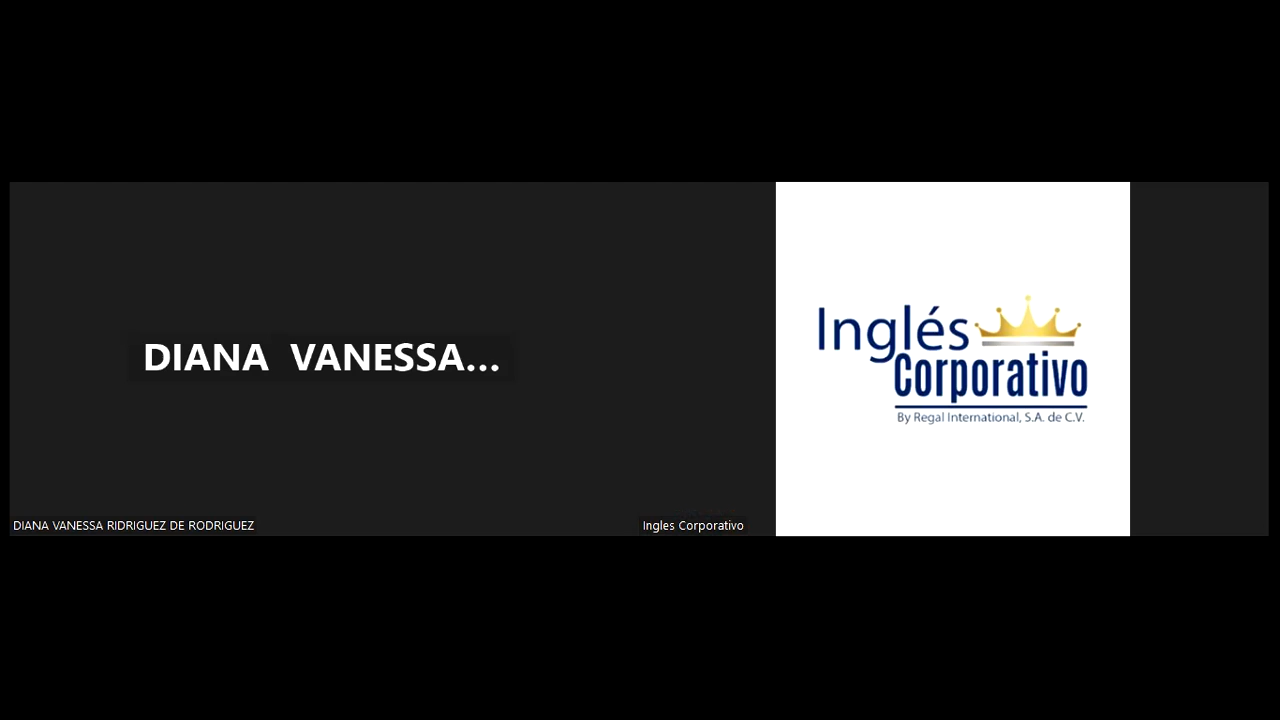 DIANA VANESSA...
DIANA VANESSA RIDRIGUEZ DE RODRIGUEZ
Inglés
Corporativo
By Regal International, S.A. de C.V.
Ingles Corporativo